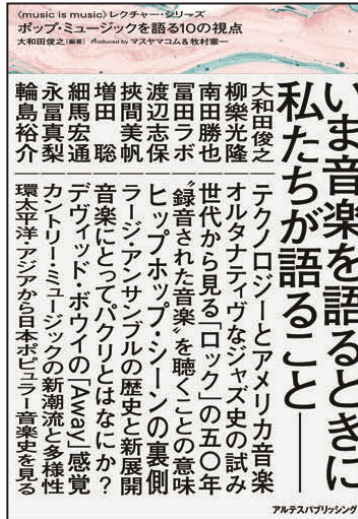 〈music is music〉レクチャー・シリーズ
ポップ・ミュージックを語る10の視点
大和田俊之〔編著〕 Produced by マスヤマコム＆牧村憲一
いま音楽を語るときに
私たちが語ること――
大和田俊之――テクノロジーとアメリカ音楽
柳樂光隆――オルタナティヴなジャズ史の試み
南田勝也――世代から見る「ロック」の五〇年
冨田ラボ――“録音された音楽”を聴くことの意味
渡辺志保――ヒップホップ・シーンの裏側
挾間美帆――ラージ・アンサンブルの歴史と新展開
増田 聡――音楽にとってパクリとはなにか?
細馬宏通――デヴィッド・ボウイの「Away」感覚
永冨真梨――カントリー・ミュージックの新潮流と多様性
輪島裕介――環太平洋・アジアから日本ポピュラー音楽史を見る
アルテスパブリッシング